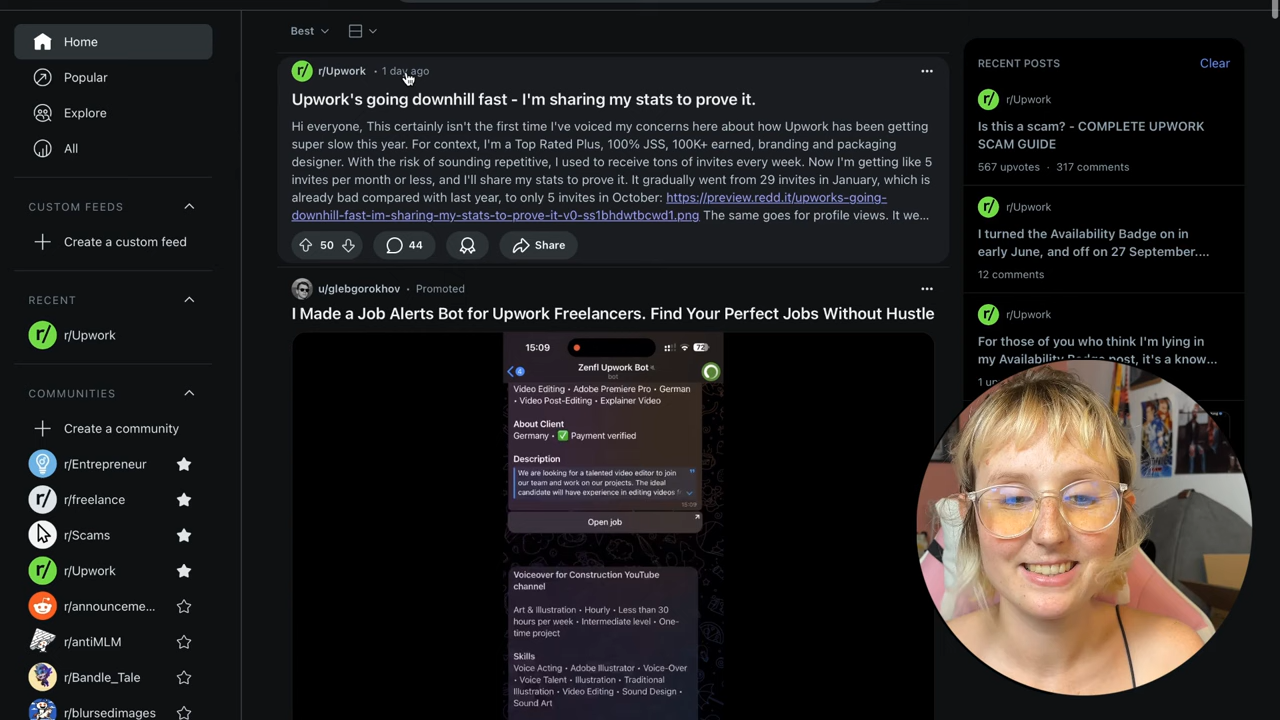 Home
Popular
Explore
All
CUSTOM FEEDS
Create a custom feed
RECENT
r/Upwork
COMMUNITIES
Create a community
r/Entrepreneur
r/freelance
r/Scams
r/Upwork
r/announceme...
r/antiMLM
r/Bandle_Tale
r/blursedimages
Best
r/Upwork • 1 day ago
Upwork's going downhill fast - I'm sharing my stats to prove it.
Hi everyone, This certainly isn't the first time I've voiced my concerns here about how Upwork has been getting
super slow this year. For context, I'm a Top Rated Plus, 100% JSS, 100K+ earned, branding and packaging
designer. With the risk of sounding repetitive, I used to receive tons of invites every week. Now I'm getting like 5
invites per month or less, and I'll share my stats to prove it. It gradually went from 29 invites in January, which is
already bad compared with last year, to only 5 invites in October: https://preview.redd.it/upworks-going-
downhill-fast-im-sharing-my-stats-to-prove-it-v0-ss1bhdwtbcwd1.png The same goes for profile views. It we...
50
44
Share
u/glebgorokhov • Promoted
I Made a Job Alerts Bot for Upwork Freelancers. Find Your Perfect Jobs Without Hustle
15:09
72
4
Zenfl Upwork Bot
bot
Video Editing • Adobe Premiere Pro • German
• Video Post-Editing • Explainer Video
About Client
Germany • ✅ Payment verified
Description
We are looking for a talented video editor to join
our team and work on our projects. The ideal
candidate will have experience in editing videos
15:09
Open job
Voiceover for Construction YouTube
channel
Art & Illustration • Hourly • Less than 30
hours per week • Intermediate level • One-
time project
Skills
Voice Acting • Adobe Illustrator • Voice-Over
• Voice Talent • Illustration • Traditional
Illustration • Video Editing • Sound Design •
Sound Art
RECENT POSTS
Clear
r/Upwork
Is this a scam? - COMPLETE UPWORK
SCAM GUIDE
567 upvotes • 317 comments
r/Upwork
I turned the Availability Badge on in
early June, and off on 27 September....
12 comments
r/Upwork
For those of you who think I'm lying in
my Availability Badge post, it's a know...